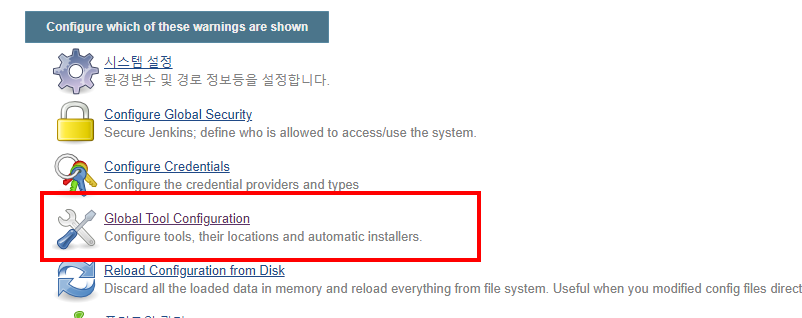 Configure which of these warnings are shown
시스템 설정
환경변수 및 경로 정보등을 설정합니다.
Configure Global Security
Secure Jenkins; define who is allowed to access/use the system.
Configure Credentials
Configure the credential providers and types
Global Tool Configuration
Configure tools, their locations and automatic installers.
Reload Configuration from Disk
Discard all the loaded data in memory and reload everything from file system. Useful when you modified config files direct